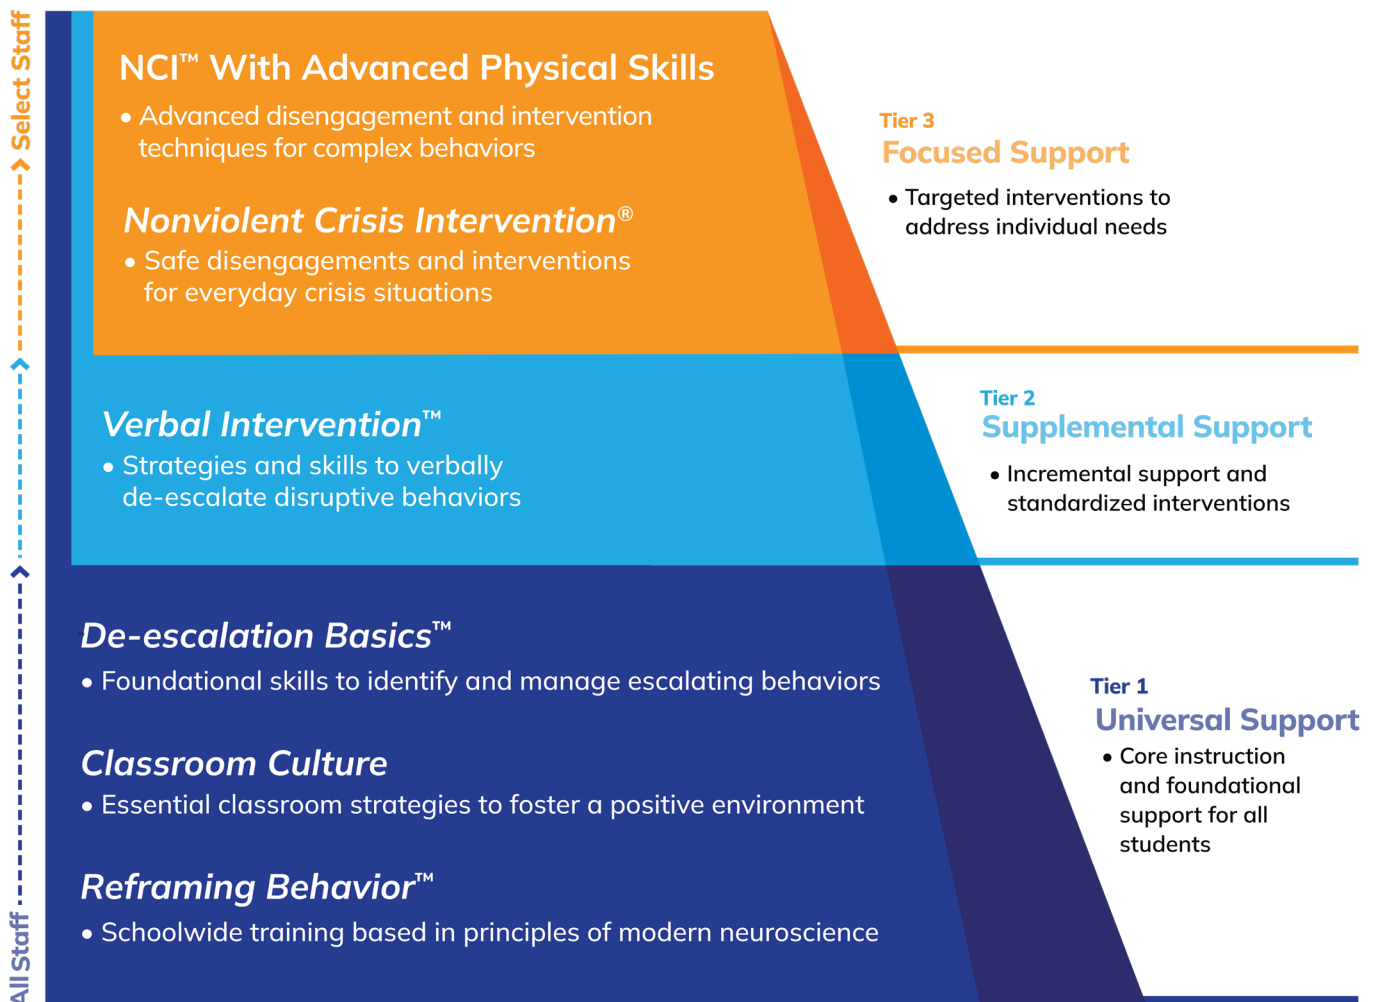 Select Staff
NCI™ With Advanced Physical Skills
• Advanced disengagement and intervention
techniques for complex behaviors
Nonviolent Crisis Intervention®
• Safe disengagements and interventions
for everyday crisis situations
Tier 3
Focused Support
• Targeted interventions to
address individual needs
Verbal Intervention™
• Strategies and skills to verbally
de-escalate disruptive behaviors
Tier 2
Supplemental Support
• Incremental support and
standardized interventions
De-escalation Basics™
• Foundational skills to identify and manage escalating behaviors
Classroom Culture
• Essential classroom strategies to foster a positive environment
Reframing Behavior™
• Schoolwide training based in principles of modern neuroscience
Tier 1
Universal Support
• Core instruction
and foundational
support for all
students
All Staff